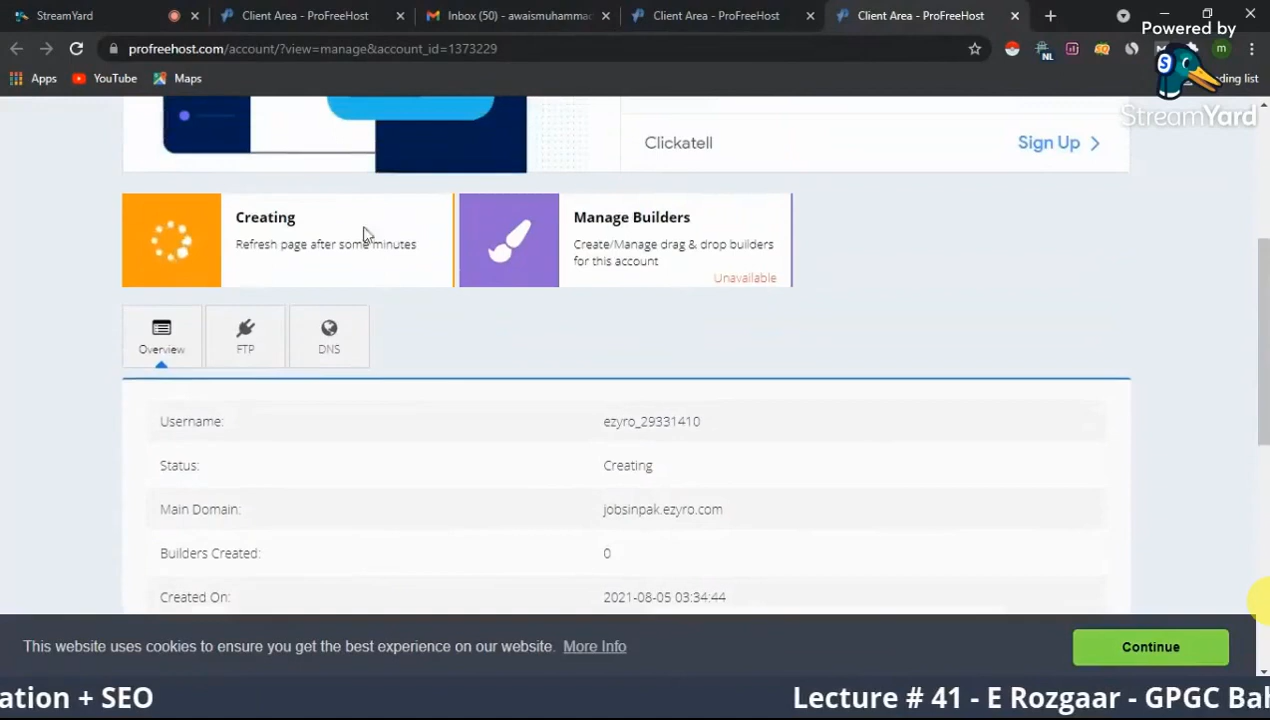 StreamYard
Client Area - ProFreeHost
Inbox (50) - awaismuhammad
Client Area - ProFreeHost
Client Area - ProFreeHost
Powered by
StreamYard
profreehost.com/account/?view=manage&account_id=1373229
NL
m
Apps
YouTube
Maps
ding list
Clickatell
Sign Up
Creating
Refresh page after some minutes
Manage Builders
Create/Manage drag & drop builders
for this account
Unavailable
Overview
FTP
DNS
Username: ezyro_29331410
Status: Creating
Main Domain: jobsinpak.ezyro.com
Builders Created: 0
Created On: 2021-08-05 03:34:44
This website uses cookies to ensure you get the best experience on our website. More Info
Continue
ation + SEO
Lecture # 41 - E Rozgaar - GPGC Bah